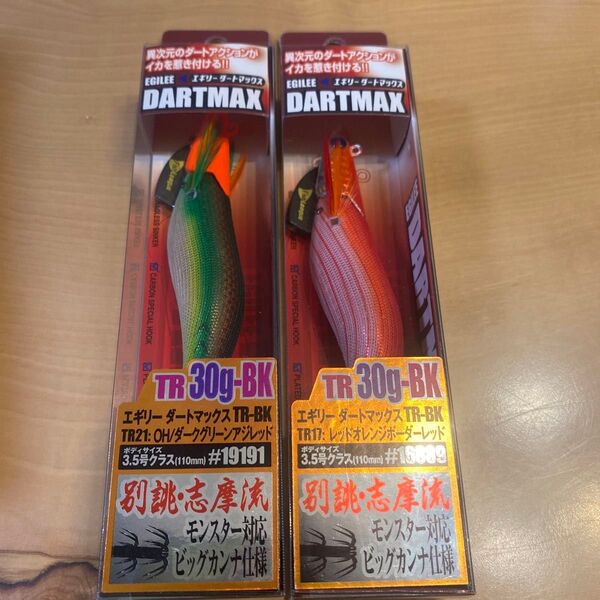 異次元のダートアクションが
イカを惹き付ける!!
EGILEE エギリー ダートマックス
DARTMAX
TR 30g-BK
エギリー ダートマックス TR-BK
TR21: OH/ダークグリーンアジレッド
ボディサイズ
3.5号クラス(110mm) #19191
別誂・志摩流
モンスター対応
ビッグカンナ仕様
異次元のダートアクションが
イカを惹き付ける!!
EGILEE エギリー ダートマックス
DARTMAX
CARBON SPECIAL HOOK
TR 30g-BK
エギリー ダートマックス TR-BK
TR17: レッドオレンジボーダーレッド
ボディサイズ
3.5号クラス(110mm)
別誂・志摩流
モンスター対応
ビッグカンナ仕様